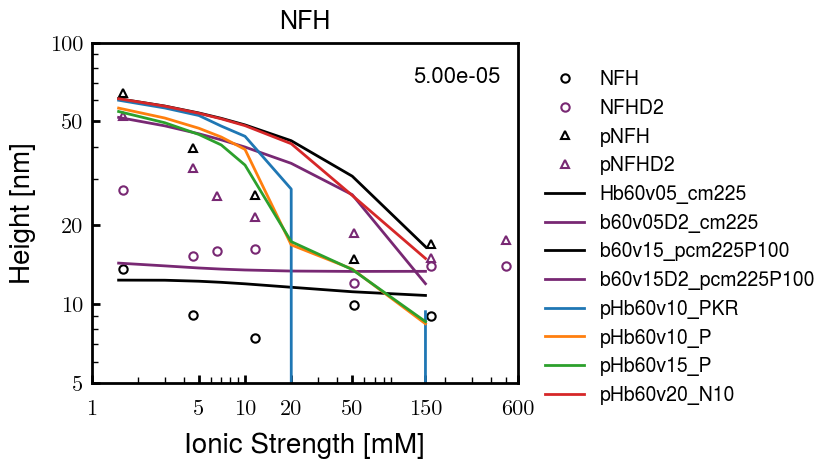 NFH
100
50
20
10
5
Height [nm]
5.00e-05
1
5
10
20
50
150
600
Ionic Strength [mM]
NFH
NFHD2
pNFH
pNFHD2
Hb60v05_cm225
b60v05D2_cm225
b60v15_pcm225P100
b60v15D2_pcm225P100
pHb60v10_PKR
pHb60v10_P
pHb60v15_P
pHb60v20_N10